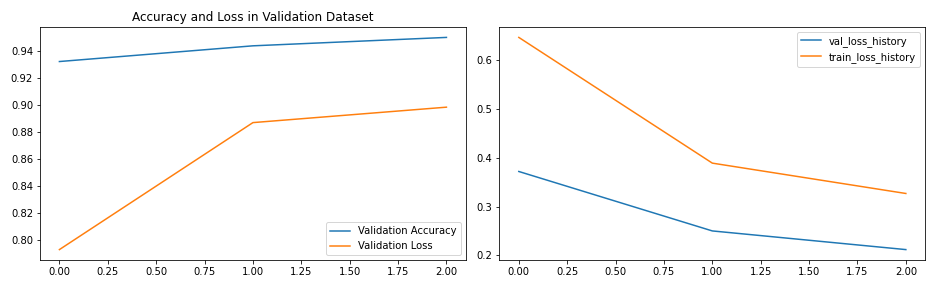 Accuracy and Loss in Validation Dataset
0.94
0.92
0.90
0.88
0.86
0.84
0.82
0.80
Validation Accuracy
Validation Loss
0.00 0.25 0.50 0.75 1.00 1.25 1.50 1.75 2.00
val_loss_history
train_loss_history
0.6
0.5
0.4
0.3
0.2
0.00 0.25 0.50 0.75 1.00 1.25 1.50 1.75 2.00